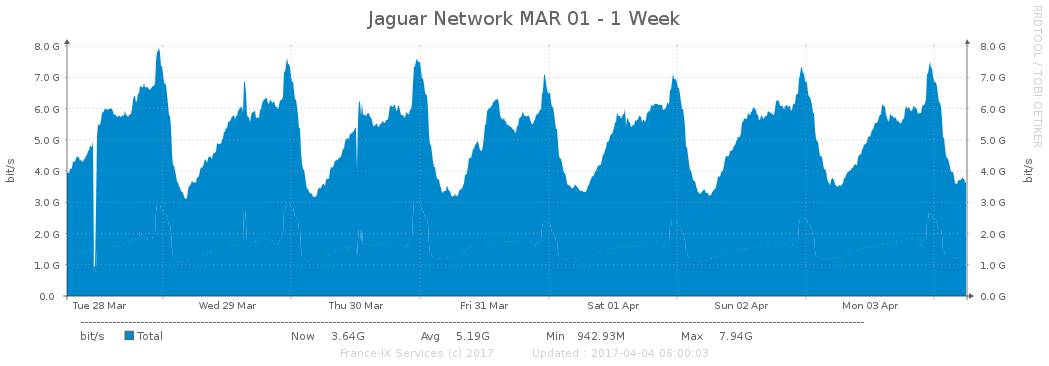 Jaguar Network MAR 01 - 1 Week
RRDTOOL / TOBI OETIKER
bit/s
8.0 G 8.0 G
7.0 G 7.0 G
6.0 G 6.0 G
5.0 G 5.0 G
4.0 G 4.0 G
3.0 G 3.0 G
2.0 G 2.0 G
1.0 G 1.0 G
0.0 0.0 G
bit/s
Tue 28 Mar Wed 29 Mar Thu 30 Mar Fri 31 Mar Sat 01 Apr Sun 02 Apr Mon 03 Apr
bit/s Total Now 3.64G Avg 5.19G Min 942.93M Max 7.94G
France-IX Services (c) 2017 Updated : 2017-04-04 06:00:03